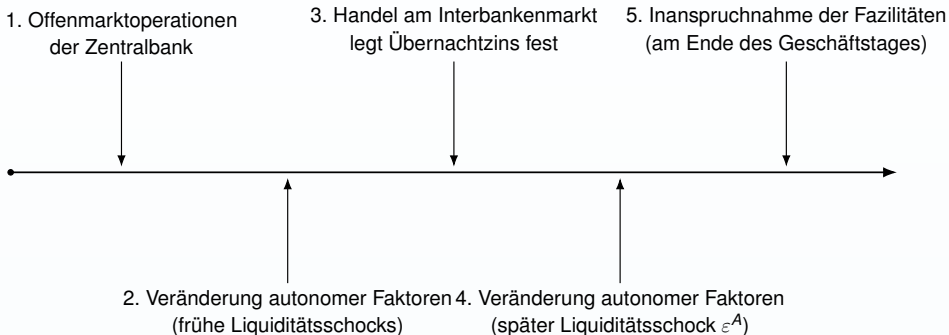 1. Offenmarktoperationen
der Zentralbank
3. Handel am Interbankenmarkt
legt Übernachtzins fest
5. Inanspruchnahme der Fazilitäten
(am Ende des Geschäftstages)
2. Veränderung autonomer Faktoren
(frühe Liquiditätsschocks)
4. Veränderung autonomer Faktoren
(später Liquiditätsschock εᴬ)